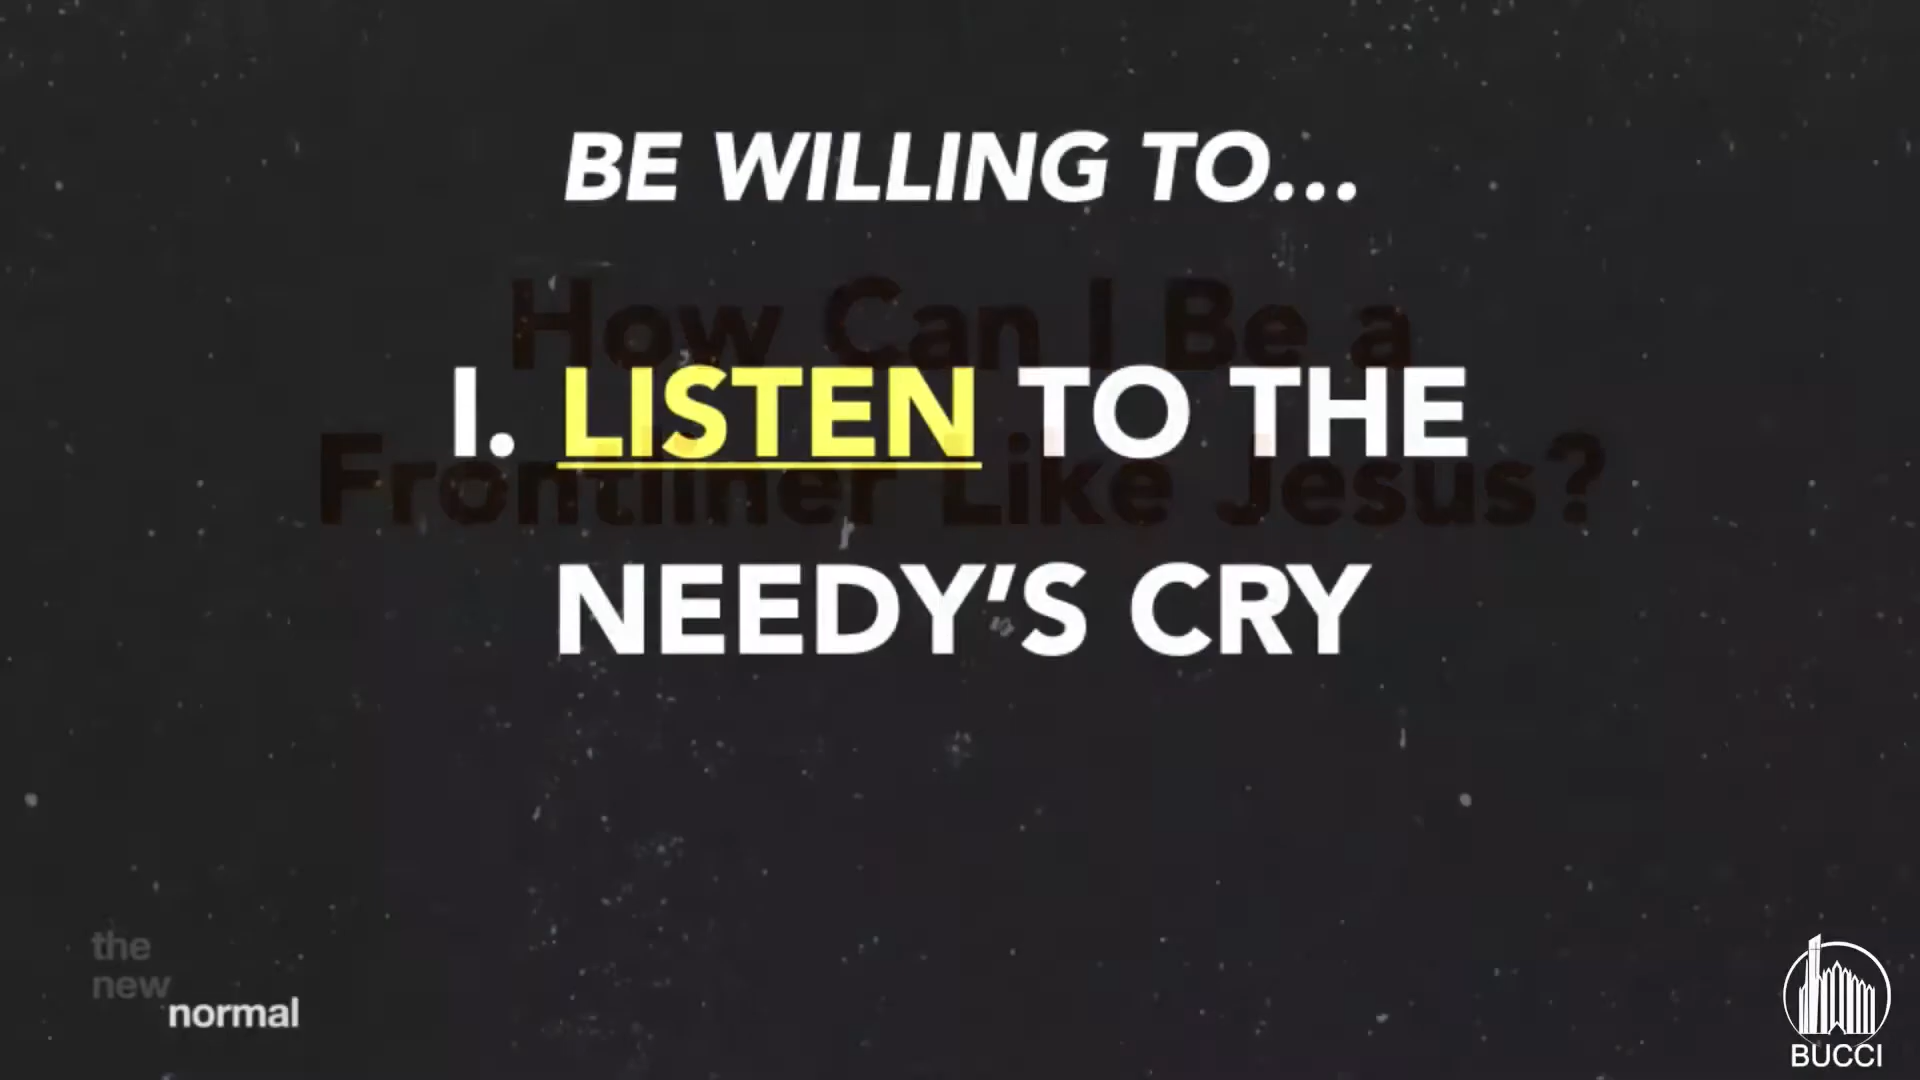 BE WILLING TO...
How Can I Be a
I. LISTEN TO THE
Frontliner Like Jesus?
NEEDY'S CRY
the
new
normal
BUCCI